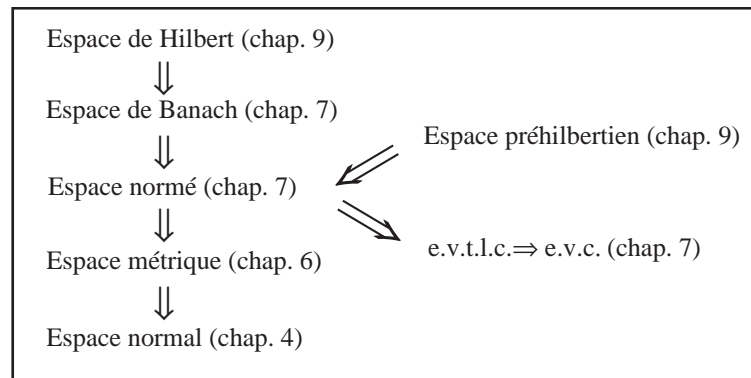 Espace de Hilbert (chap. 9)
⇓
Espace de Banach (chap. 7)
⇓
Espace préhilbertien (chap. 9)
Espace normé (chap. 7)
⇓
e.v.t.l.c.⇒ e.v.c. (chap. 7)
Espace métrique (chap. 6)
⇓
Espace normal (chap. 4)